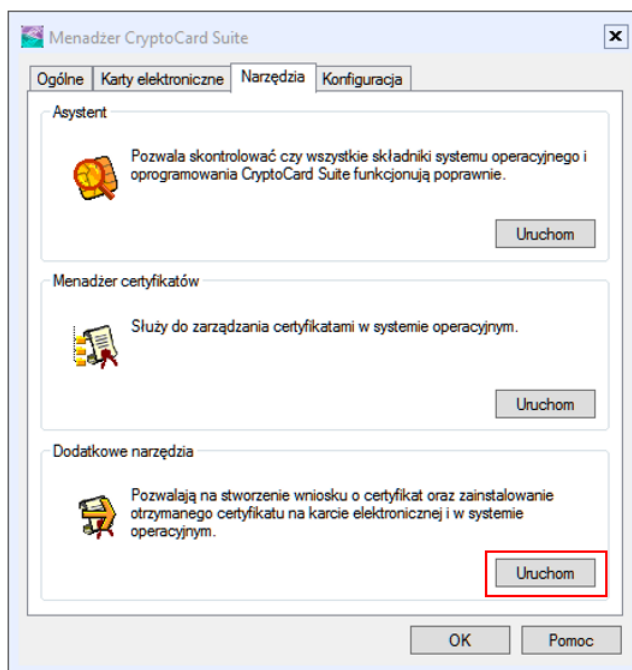 Menadżer CryptoCard Suite
Ogólne
Karty elektroniczne
Narzędzia
Konfiguracja
Asystent
Pozwala skontrolować czy wszystkie składniki systemu operacyjnego i
oprogramowania CryptoCard Suite funkcjonują poprawnie.
Uruchom
Menadżer certyfikatów
Służy do zarządzania certyfikatami w systemie operacyjnym.
Uruchom
Dodatkowe narzędzia
Pozwalają na stworzenie wniosku o certyfikat oraz zainstalowanie
otrzymanego certyfikatu na karcie elektronicznej i w systemie
operacyjnym.
Uruchom
OK
Pomoc